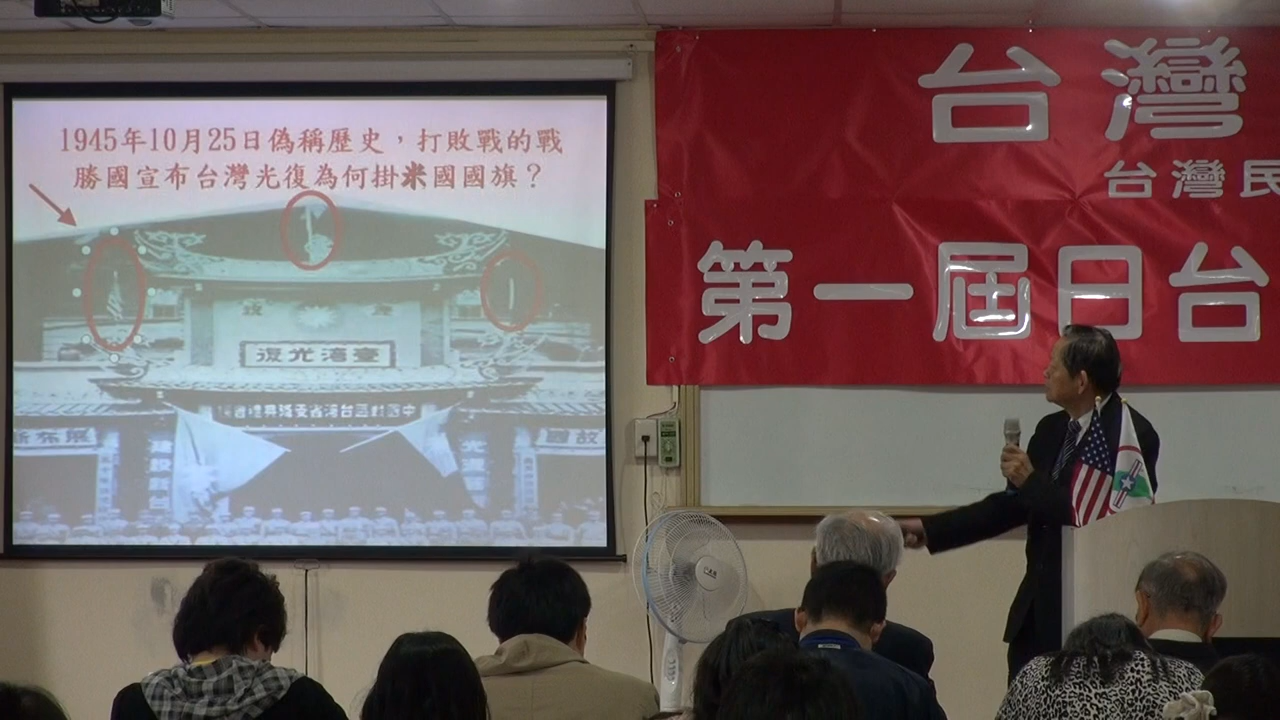 1945年10月25日偽稱歷史，打敗戰的戰
勝國宣布台灣光復為何掛米國國旗？
復光灣臺
台灣
台灣民
第一屆日台